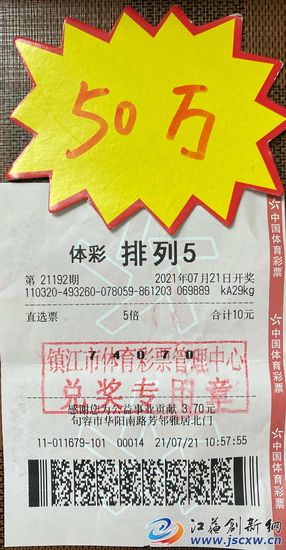 50万
体彩 排列5
第 21192期 2021年07月21日开奖
110320-493260-078059-861203 069889 kA29kg
直选票 5倍 合计10元
74070
镇江市体育彩票管理中心
兑奖专用章
感谢您为公益事业贡献 3.70元
句容市华阳南路芳邻雅居北门
11-011679-101 00014 21/07/21 10:57:55
中国体育彩票
中国体育彩票
江苏创新网
www.jscxw.cn